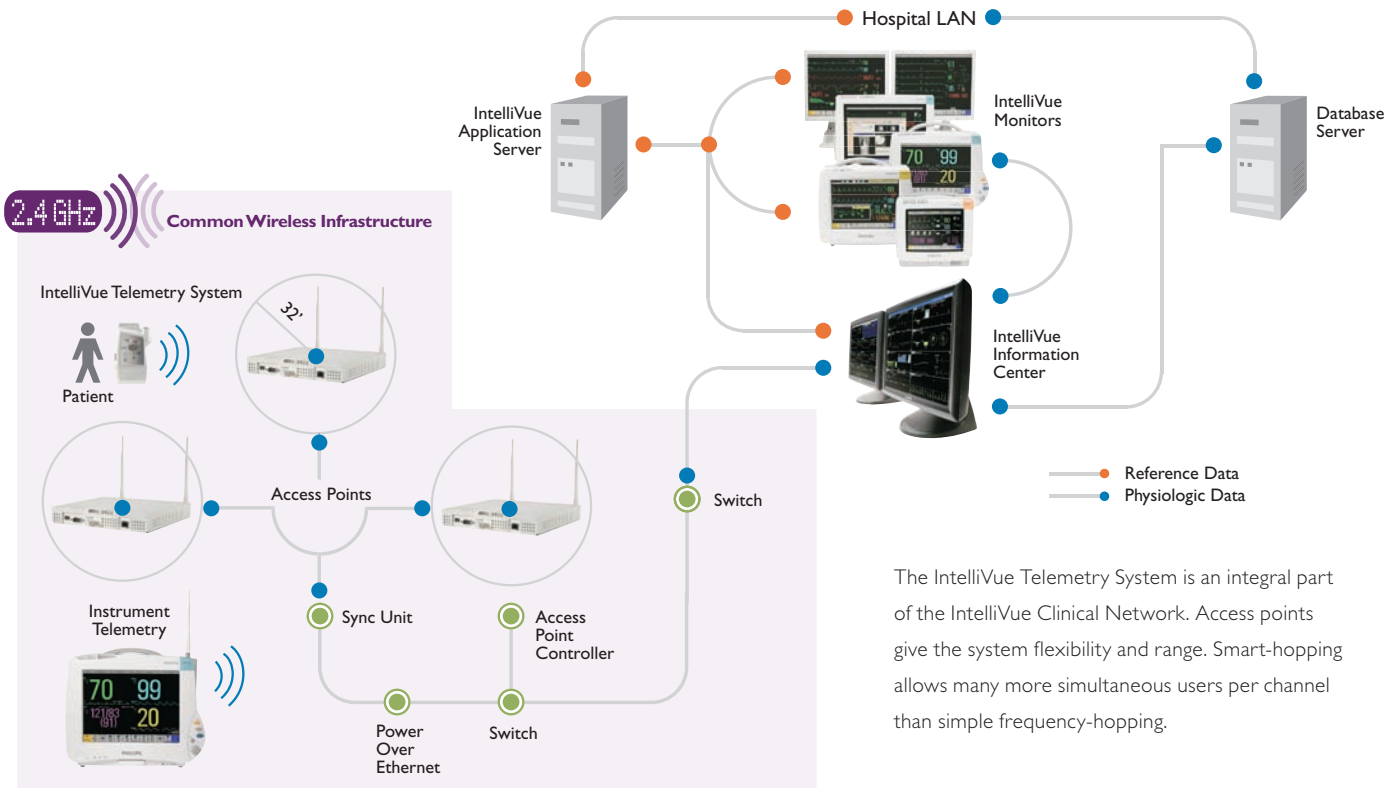 Hospital LAN
IntelliVue
Application
Server
IntelliVue
Monitors
Database
Server
70 99
20
2.4 GHz
Common Wireless Infrastructure
IntelliVue Telemetry System
32'
Patient
IntelliVue
Information
Center
Reference Data
Physiologic Data
Access Points
Switch
Instrument
Telemetry
Sync Unit
Access
Point
Controller
70 99
121/83
(91) 20
PHILIPS
Power
Over
Ethernet
Switch
The IntelliVue Telemetry System is an integral part
of the IntelliVue Clinical Network. Access points
give the system flexibility and range. Smart-hopping
allows many more simultaneous users per channel
than simple frequency-hopping.